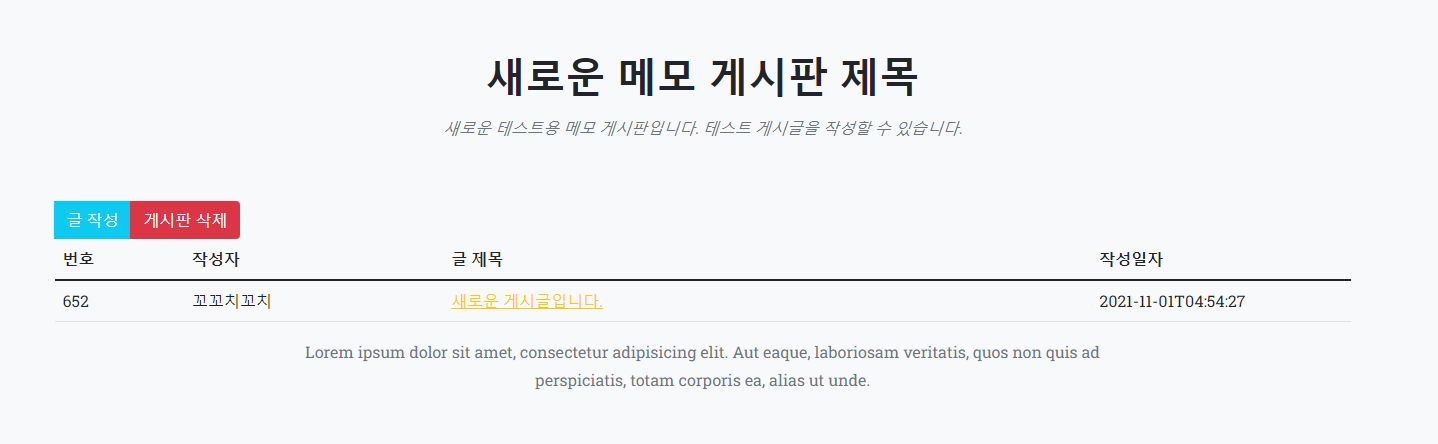 새로운 메모 게시판 제목
새로운 테스트용 메모 게시판입니다. 테스트 게시글을 작성할 수 있습니다.
글 작성 게시판 삭제
번호 작성자 글 제목 작성일자
652 꼬꼬치꼬치 새로운 게시글입니다. 2021-11-01T04:54:27
Lorem ipsum dolor sit amet, consectetur adipisicing elit. Aut eaque, laboriosam veritatis, quos non quis ad
perspiciatis, totam corporis ea, alias ut unde.